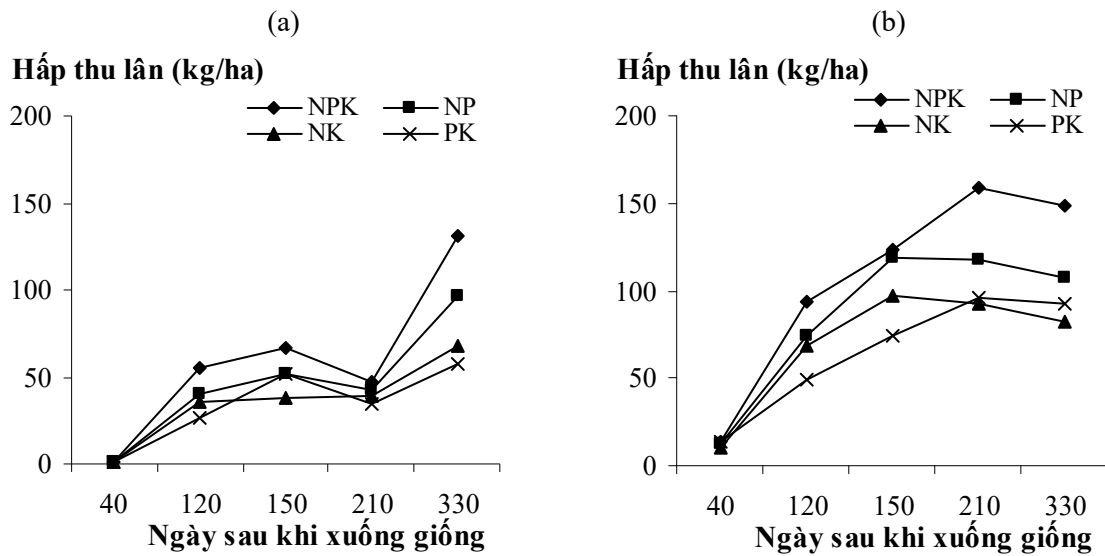 (a)
Hấp thu lân (kg/ha)
NPK NP
NK PK
200
150
100
50
0
40 120 150 210 330
Ngày sau khi xuống giống
(b)
Hấp thu lân (kg/ha)
NPK NP
NK PK
200
150
100
50
0
40 120 150 210 330
Ngày sau khi xuống giống